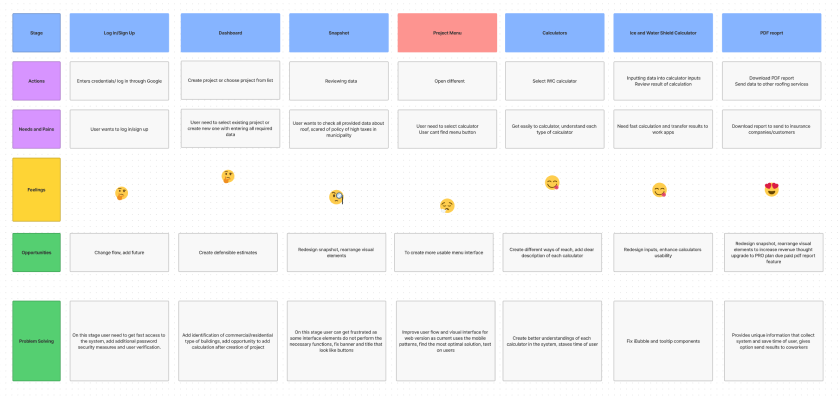 Stage
Log in/Sign Up
Dashboard
Snapshot
Project Menu
Calculators
Ice and Water Shield Calculator
PDF reoprt
Actions
Enters credentials/ log in through Google
Create project or choose project from list
Reviewing data
Open different
Select IWC calculator
Inputting data into calculator inputs
Review result of calculation
Download PDF report
Send data to other roofing services
Needs and Pains
User wants to log in/sign up
User need to select existing project or
create new one with entering all required
data
User wants to check all provided data about
roof, scared of policy of high taxes in
municipality
User need to select calculator
User cant find menu button
Get easily to calculator, understand each
type of calculator
Need fast calculation and transfer results to
work apps
Download report to send to insurance
companies/customers
Feelings
Opportunities
Change flow, add future
Create defensible estimates
Redesign snapshot, rearrange visual
elements
To create more usable menu interface
Create different ways of reach, add clear
description of each calculator
Redesign inputs, enhance calculators
usability
Redesign snapshot, rearrange visual
elements to increase revenue thought
upgrade to PRO plan due paid pdf report
feature
Problem Solving
On this stage user need to get fast access to
the system, add additional password
security measures and user verification.
Add identification of commercial/residential
type of buildings, add opportunity to add
calculation after creation of project
On this stage user can get frustrated as
some interface elements do not perform the
necessary functions, fix banner and title that
look like buttons
Improve user flow and visual interface for
web version as current uses the mobile
patterns, find the most optimal solution, test
on users
Create better understandings of each
calculator in the system, stores time of user
Fix iBubble and tooltip components
Provides unique information that collect
system and save time of user, gives
option send results to coworkers